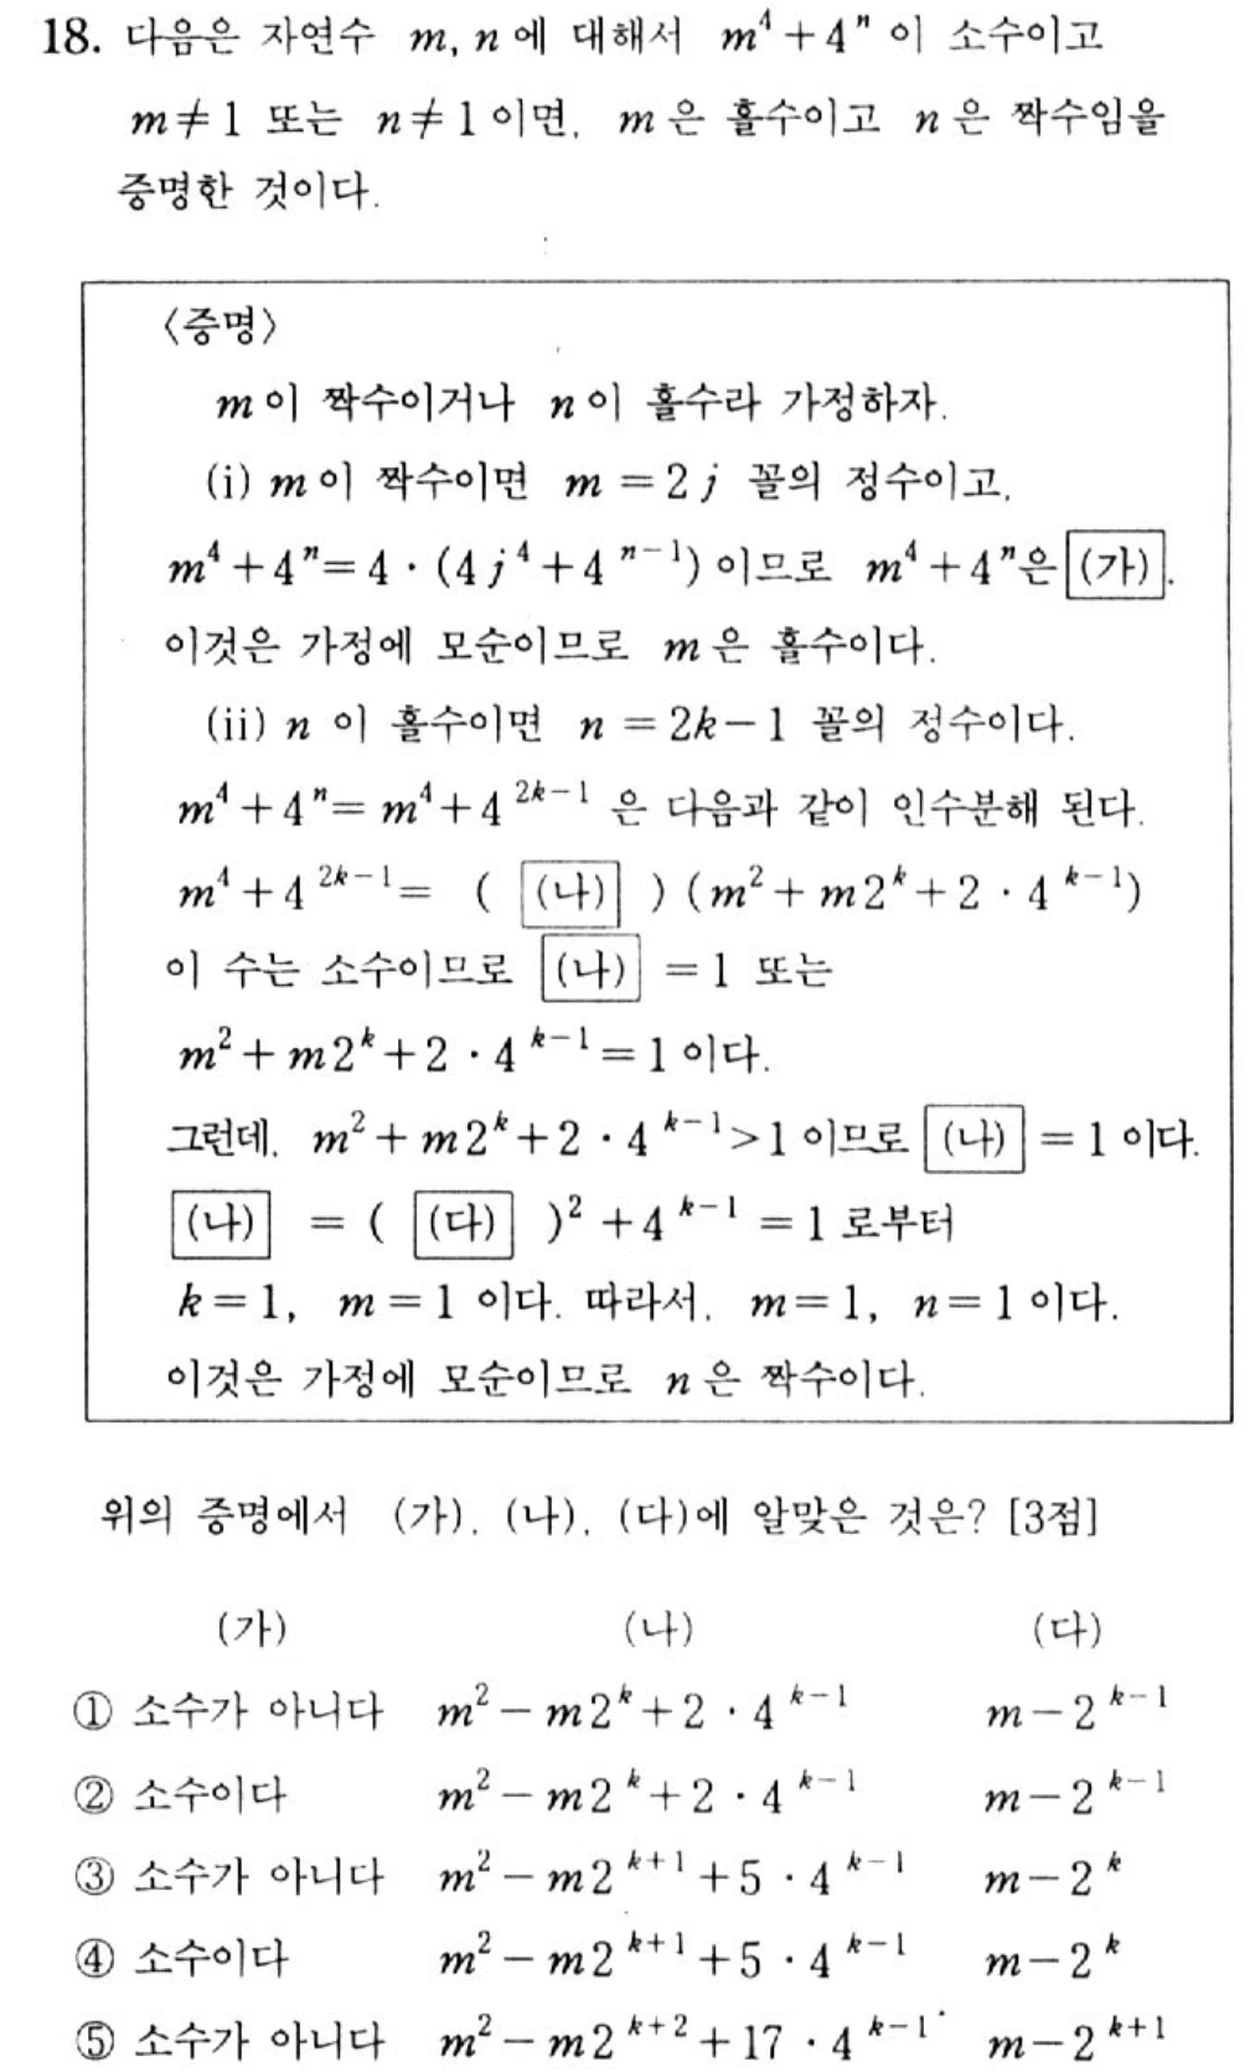 18. 다음은 자연수 m, n에 대해서 m⁴+4ⁿ이 소수이고
m≠1 또는 n≠1이면, m은 홀수이고 n은 짝수임을
증명한 것이다.
〈증명〉
m이 짝수이거나 n이 홀수라 가정하자.
(i) m이 짝수이면 m=2j 꼴의 정수이고,
m⁴+4ⁿ=4·(4j⁴+4ⁿ⁻¹)이므로 m⁴+4ⁿ은 (가).
이것은 가정에 모순이므로 m은 홀수이다.
(ii) n이 홀수이면 n=2k-1 꼴의 정수이다.
m⁴+4ⁿ=m⁴+4²ᵏ⁻¹은 다음과 같이 인수분해 된다.
m⁴+4²ᵏ⁻¹= ( (나) )(m²+m2ᵏ+2·4ᵏ⁻¹)
이 수는 소수이므로 (나) =1 또는
m²+m2ᵏ+2·4ᵏ⁻¹=1이다.
그런데, m²+m2ᵏ+2·4ᵏ⁻¹>1이므로 (나) =1이다.
(나) =( (다) )²+4ᵏ⁻¹=1로부터
k=1, m=1이다. 따라서, m=1, n=1이다.
이것은 가정에 모순이므로 n은 짝수이다.
위의 증명에서 (가), (나), (다)에 알맞은 것은? [3점]
(가) (나) (다)
① 소수가 아니다 m²-m2ᵏ+2·4ᵏ⁻¹ m-2ᵏ⁻¹
② 소수이다 m²-m2ᵏ+2·4ᵏ⁻¹ m-2ᵏ⁻¹
③ 소수가 아니다 m²-m2ᵏ⁺¹+5·4ᵏ⁻¹ m-2ᵏ
④ 소수이다 m²-m2ᵏ⁺¹+5·4ᵏ⁻¹ m-2ᵏ
⑤ 소수가 아니다 m²-m2ᵏ⁺²+17·4ᵏ⁻¹ m-2ᵏ⁺¹